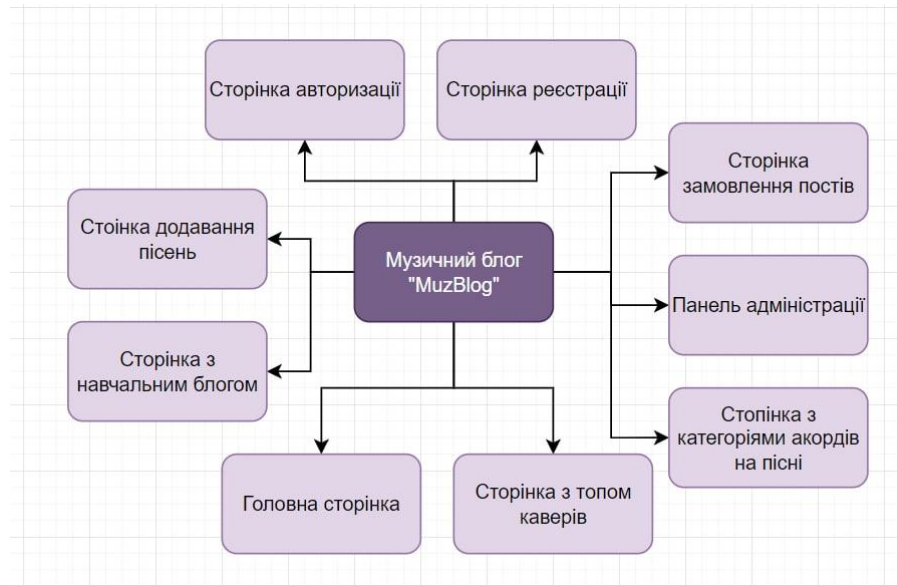 Сторінка авторизації
Сторінка реєстрації
Сторінка
замовлення постів
Стоінка додавання
пісень
Музичний блог
"MuzBlog"
Панель адміністрації
Сторінка з
навчальним блогом
Стопінка з
категоріями акордів
на пісні
Головна сторінка
Сторінка з топом
каверів